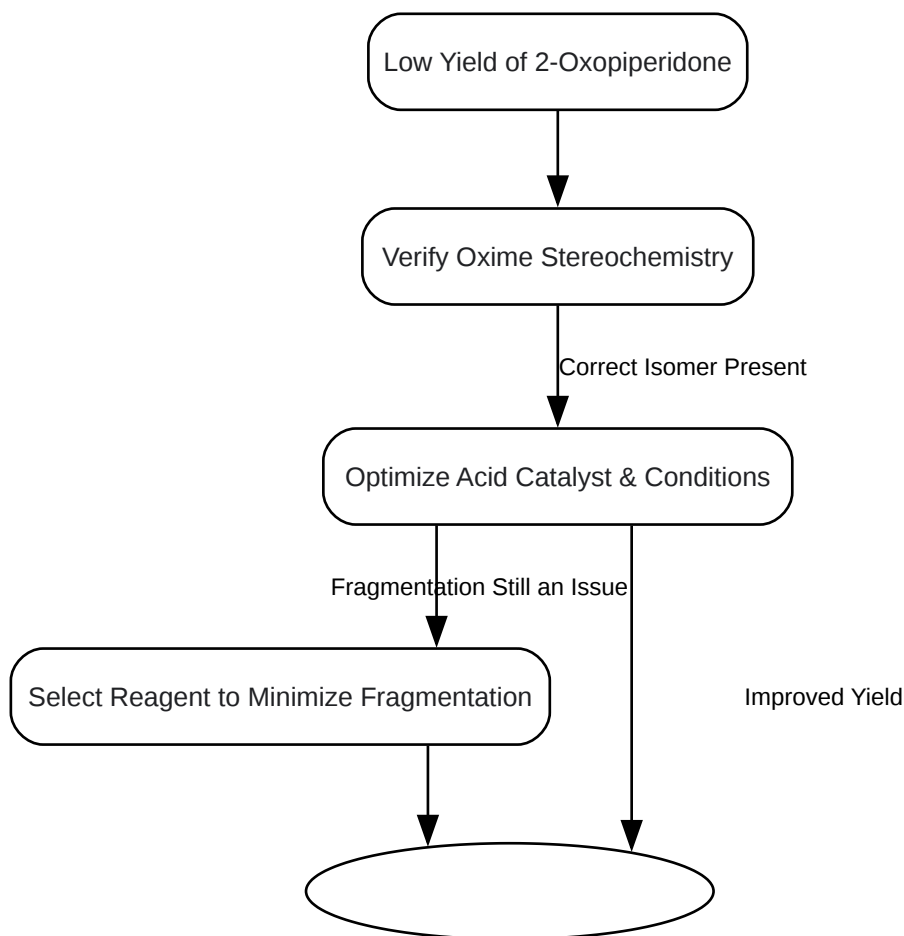 Low Yield of 2-Oxopiperidone
Verify Oxime Stereochemistry
Correct Isomer Present
Optimize Acid Catalyst & Conditions
Fragmentation Still an Issue
Select Reagent to Minimize Fragmentation
Improved Yield